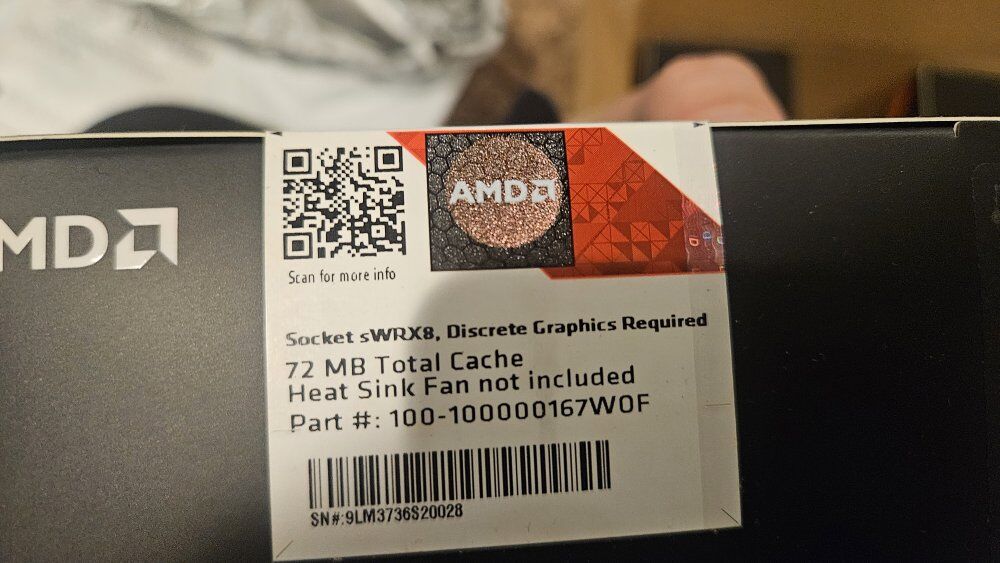 MD
Scan for more info
AMD
Socket sWRX8, Discrete Graphics Required
72 MB Total Cache
Heat Sink Fan not included
Part #: 100-100000167WOF
SN#:9LM3736S20028